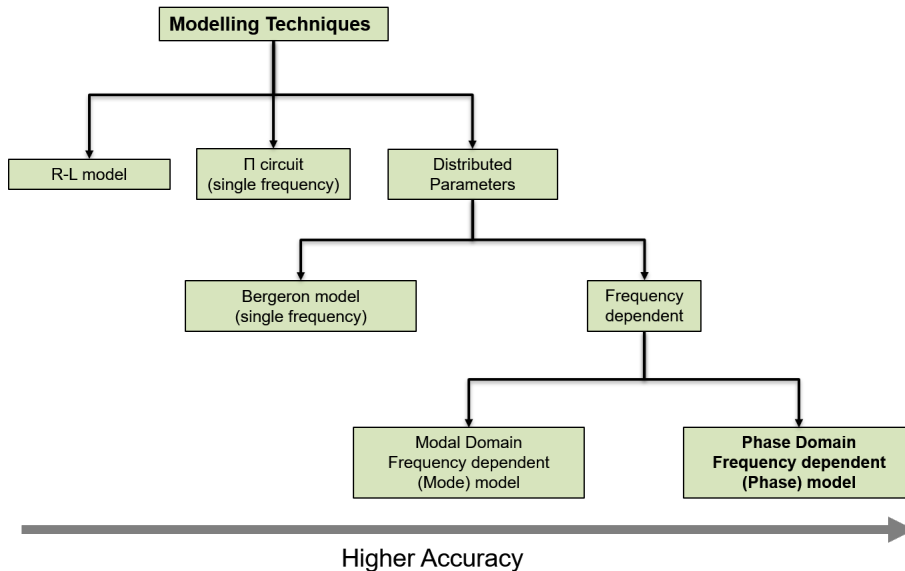 Modelling Techniques
R-L model
Π circuit
(single frequency)
Distributed
Parameters
Bergeron model
(single frequency)
Frequency
dependent
Modal Domain
Frequency dependent
(Mode) model
Phase Domain
Frequency dependent
(Phase) model
Higher Accuracy